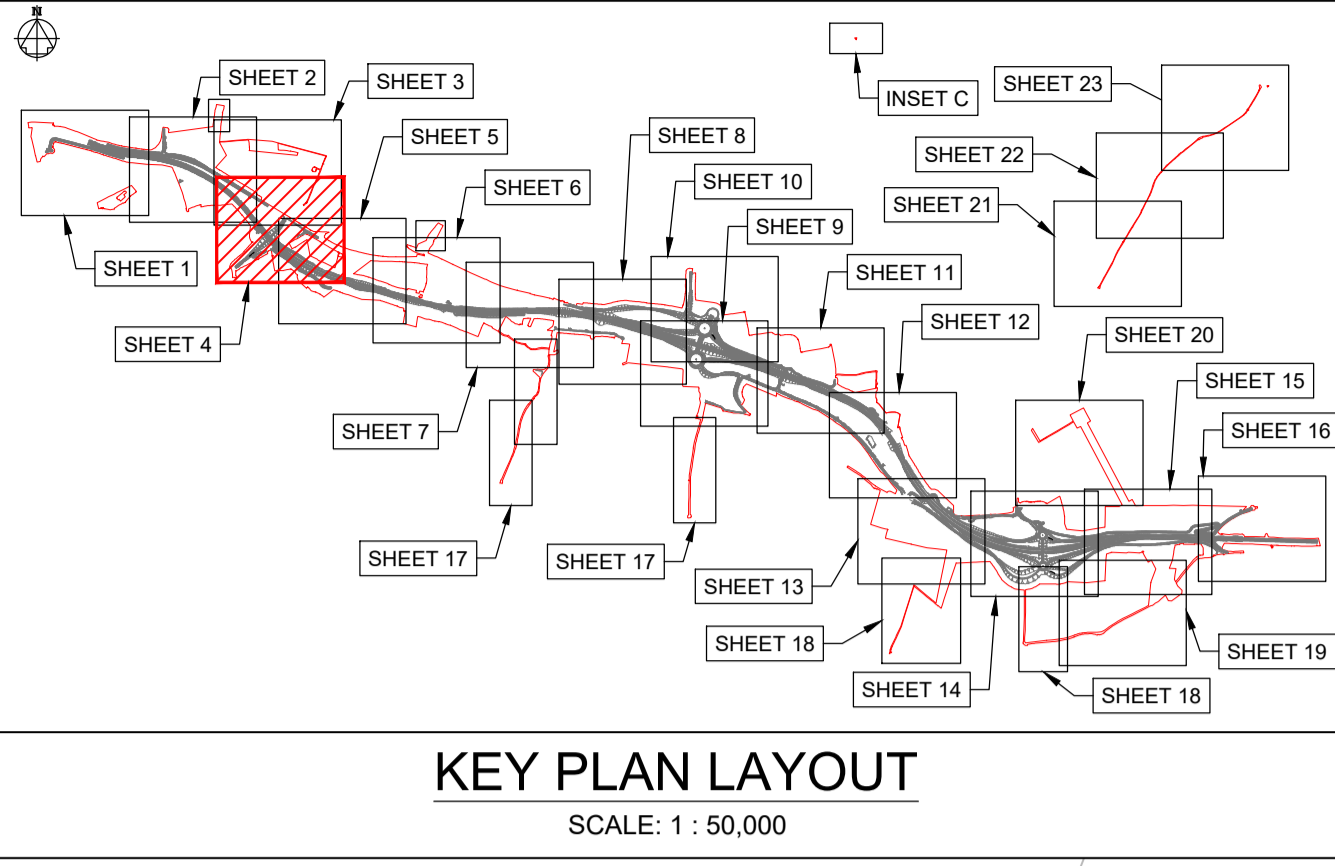 N
SHEET 2
SHEET 3
INSET C
SHEET 23
SHEET 5
SHEET 8
SHEET 22
SHEET 6
SHEET 10
SHEET 21
SHEET 9
SHEET 1
SHEET 11
SHEET 12
SHEET 4
SHEET 20
SHEET 15
SHEET 7
SHEET 16
SHEET 17
SHEET 17
SHEET 13
SHEET 18
SHEET 19
SHEET 14
SHEET 18
KEY PLAN LAYOUT
SCALE: 1 : 50,000